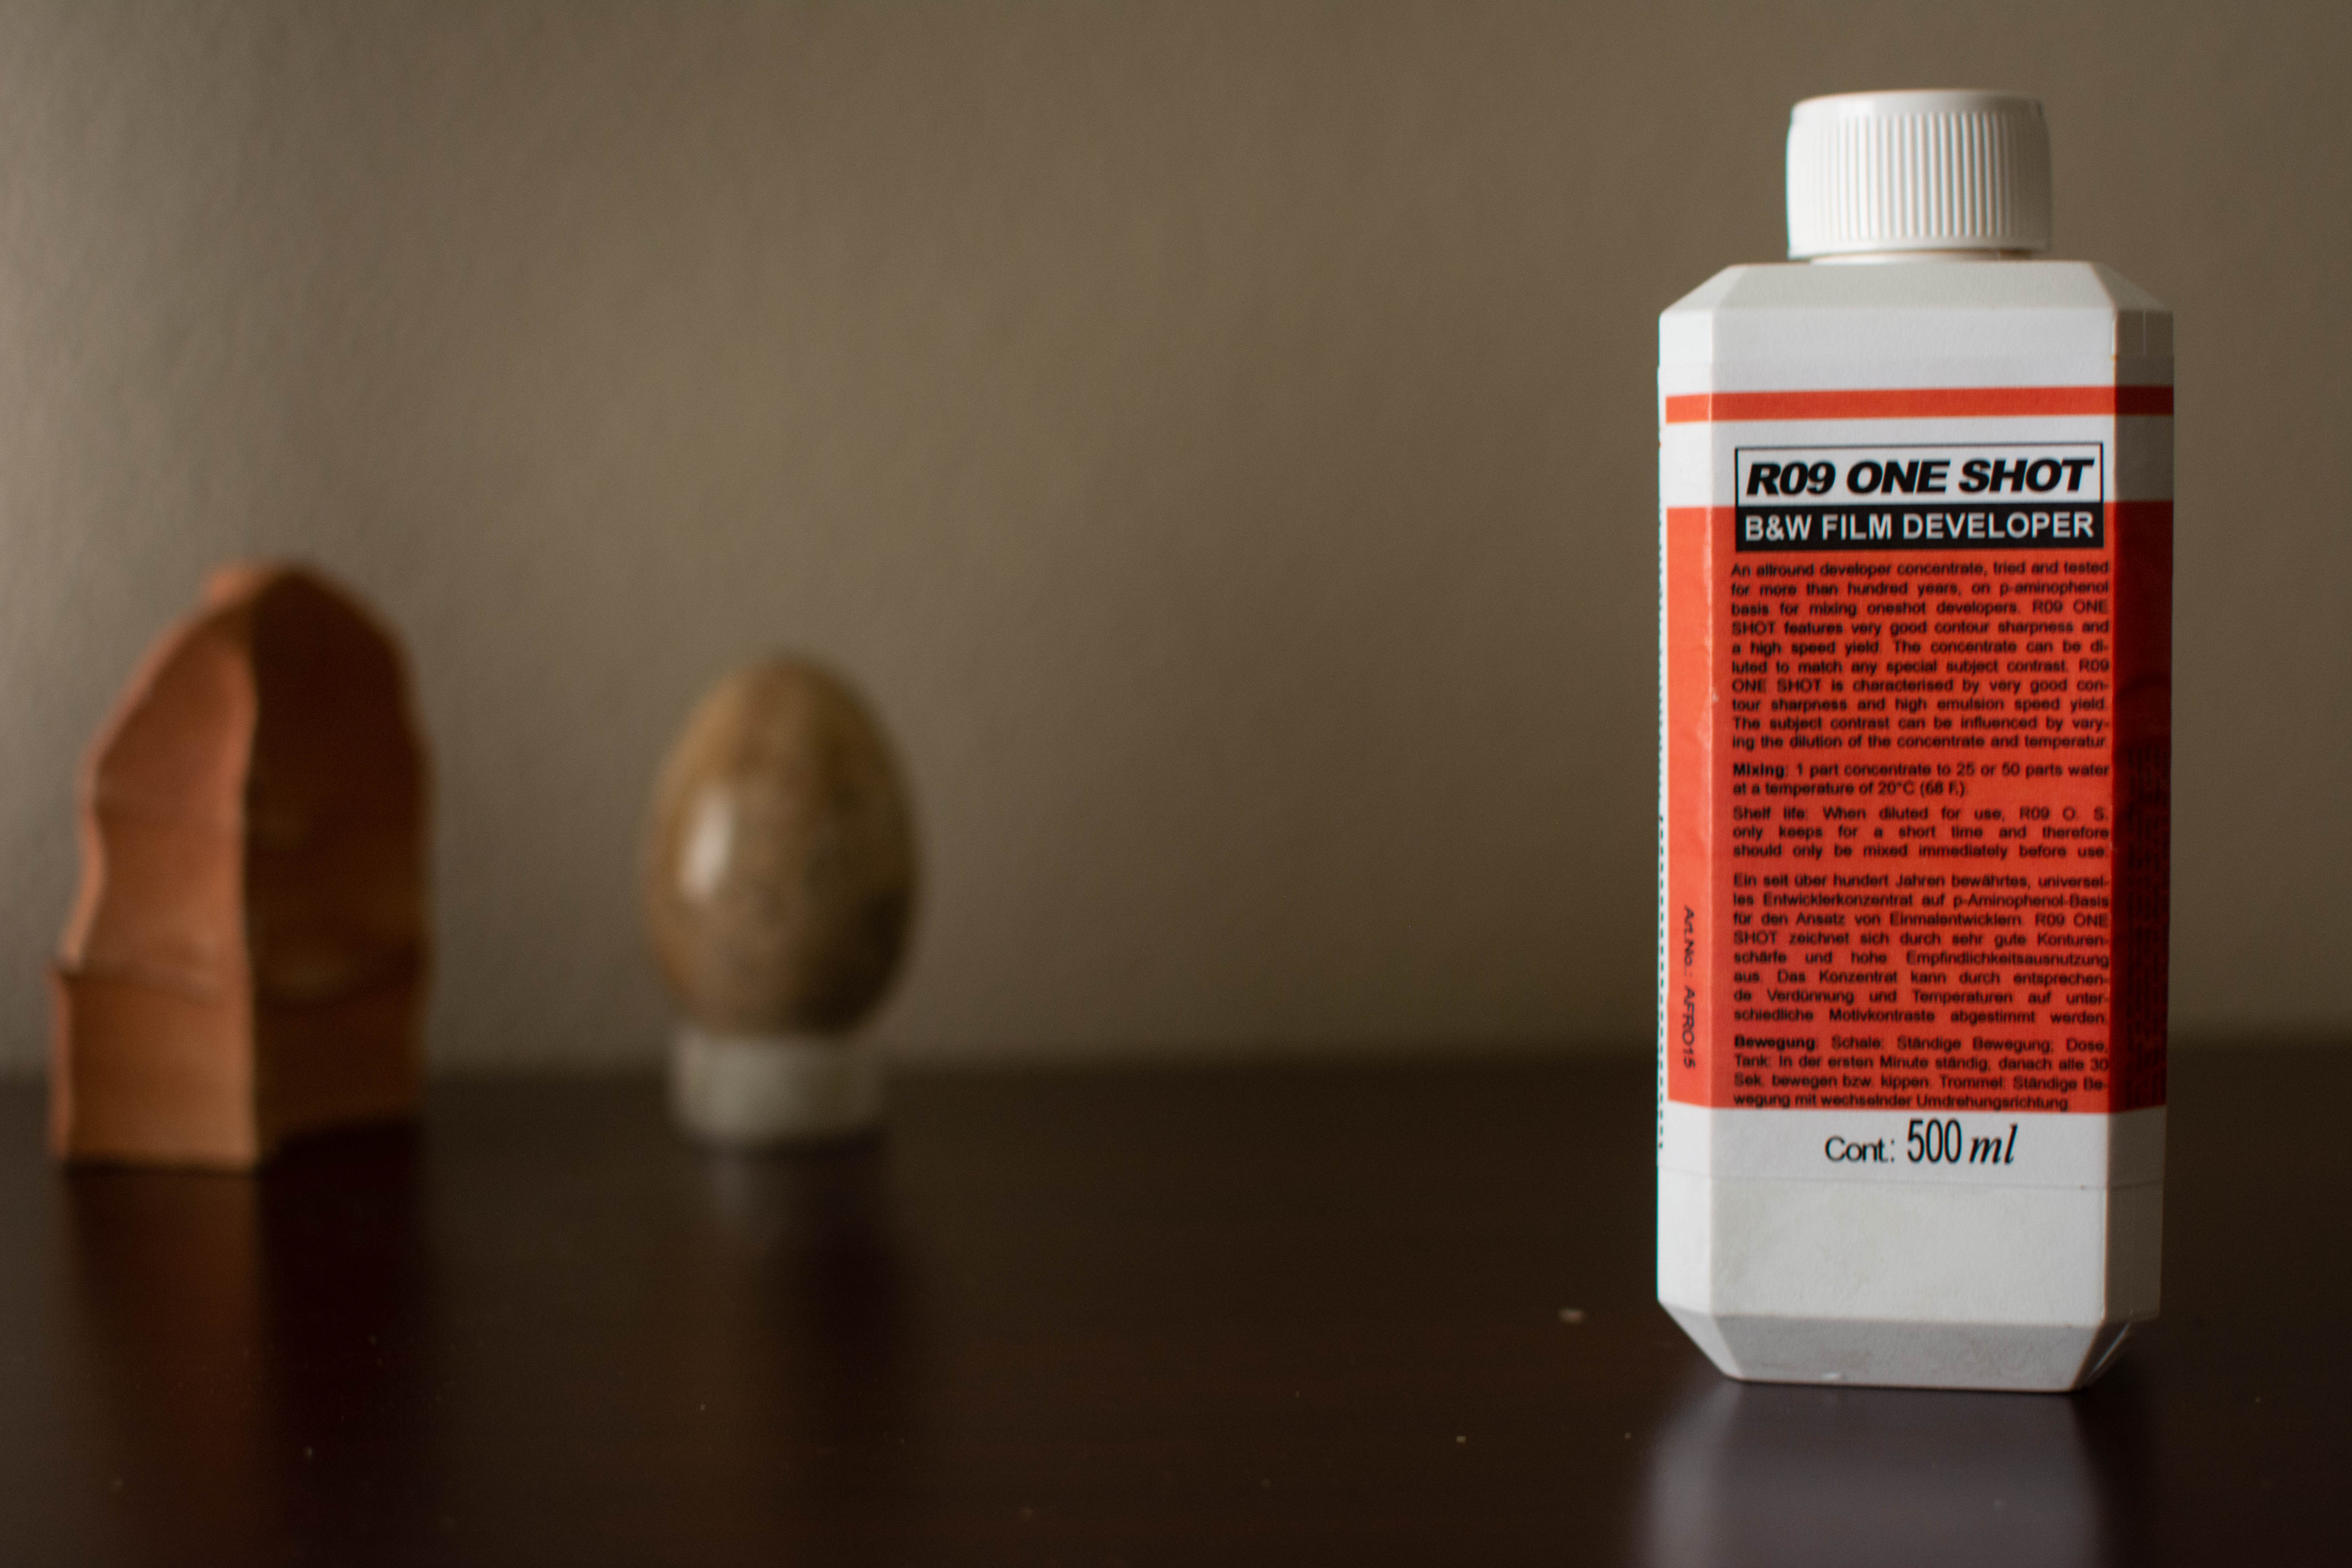 R09 ONE SHOT
B&W FILM DEVELOPER
An allround developer concentrate, tried and tested
for more than hundred years, on p-aminophenol
basis for mixing oneshot developers. R09 ONE
SHOT features very good contour sharpness and
a high speed yield. The concentrate can be di-
luted to match any special subject contrast. R09
ONE SHOT is characterised by very good con-
tour sharpness and high emulsion speed yield.
The subject contrast can be influenced by vary-
ing the dilution of the concentrate and temperatur.
Mixing: 1 part concentrate to 25 or 50 parts water
at a temperature of 20°C (68 F.)
Shelf life: When diluted for use, R09 O. S.
only keeps for a short time and therefore
should only be mixed immediately before use.
Ein seit über hundert Jahren bewährtes, universel-
les Entwicklerkonzentrat auf p-Aminophenol-Basis
für den Ansatz von Einmalentwicklern. R09 ONE
SHOT zeichnet sich durch sehr gute Konturen-
schärfe und hohe Empfindlichkeitsausnutzung
aus. Das Konzentrat kann durch entsprechen-
de Verdünnung und Temperaturen auf unter-
schiedliche Motivkontraste abgestimmt werden.
Bewegung: Schale: Ständige Bewegung; Dose,
Tank: In der ersten Minute ständig, danach alle 30
Sek. bewegen bzw. kippen. Trommel: Ständige Be-
wegung mit wechselnder Umdrehungsrichtung
Art.No.: AFRO15
Cont.: 500 ml